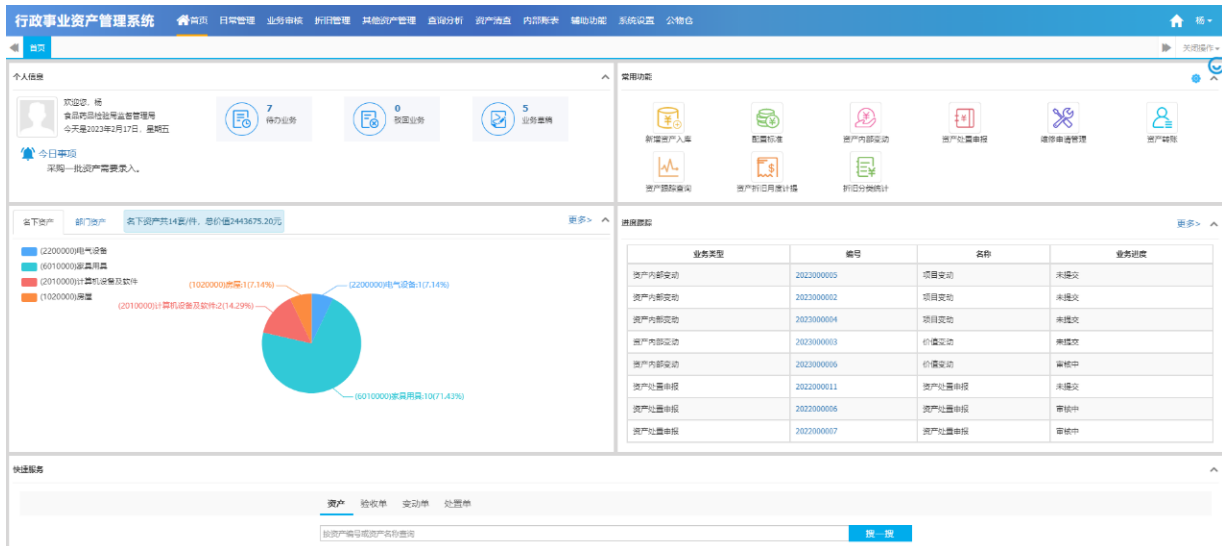 行政事业资产管理系统 首页 日常管理 业务审核 折旧管理 其他资产管理 查询分析 资产清查 内部账表 辅助功能 系统设置 公物仓 杨
首页 关闭操作
个人信息
欢迎您、杨
食品药品检验局监督管理局
今天是2023年2月17日、星期五
7
待办业务
0
驳回业务
5
业务草稿
今日事项
采购一批资产需要录入。
常用功能
新增资产入库 配置标准 资产内部变动 资产处置申报 维修申请管理 资产转账
资产跟踪查询 资产折旧月度计提 折旧分类统计
名下资产 部门资产 名下资产共14套/件，总价值2443675.20元 更多>
(2200000)电气设备
(6010000)家具用具
(2010000)计算机设备及软件
(1020000)房屋
(1020000)房屋:1(7.14%)
(2200000)电气设备:1(7.14%)
(2010000)计算机设备及软件:2(14.29%)
(6010000)家具用具:10(71.43%)
进度跟踪 更多>
业务类型 编号 名称 业务进度
资产内部变动 2023000005 项目变动 未提交
资产内部变动 2023000002 项目变动 未提交
资产内部变动 2023000004 项目变动 未提交
资产内部变动 2023000003 价值变动 未提交
资产内部变动 2023000006 价值变动 审核中
资产处置申报 2022000011 资产处置申报 未提交
资产处置申报 2022000006 资产处置申报 审核中
资产处置申报 2022000007 资产处置申报 审核中
快捷服务
资产 验收单 变动单 处置单
按资产编号或资产名称查询 搜一搜